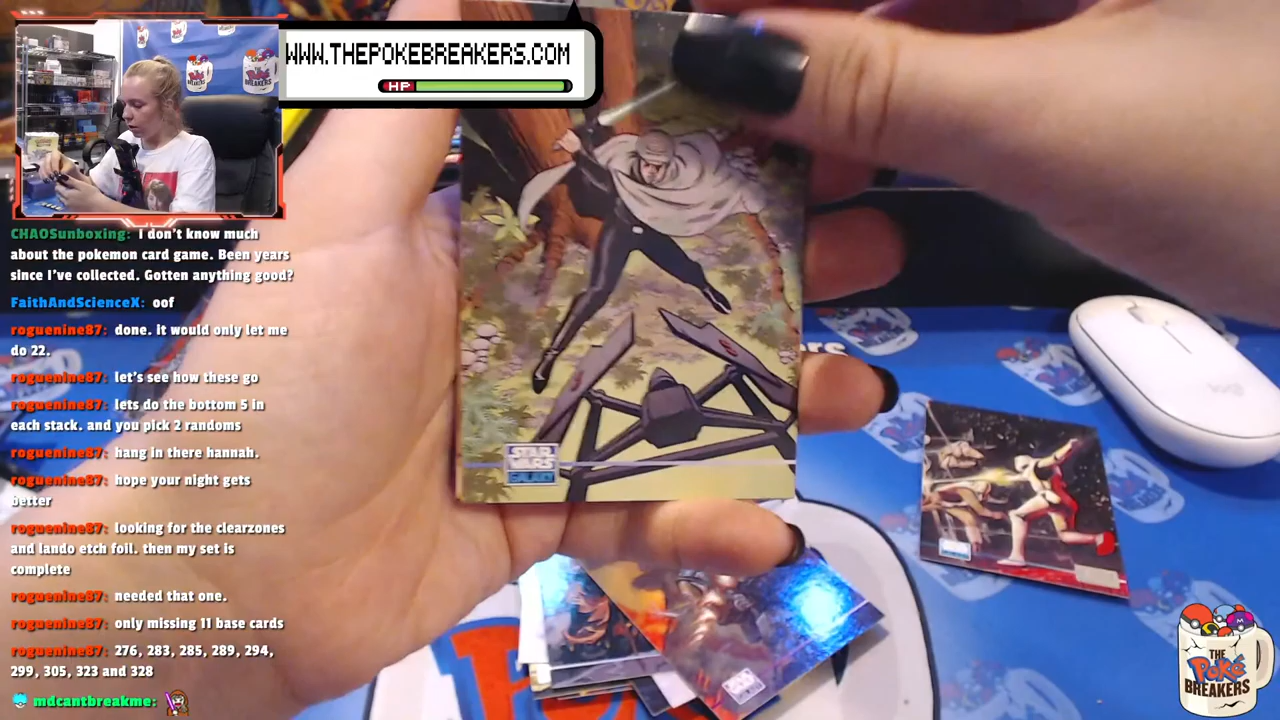 WWW.THEPOKEBREAKERS.COM
HP
CHAOSunboxing: I don't know much
about the pokemon card game. Been years
since I've collected. Gotten anything good?
FaithAndScienceX: oof
roguenine87: done. it would only let me
do 22.
roguenine87: let's see how these go
roguenine87: lets do the bottom 5 in
each stack. and you pick 2 randoms
roguenine87: hang in there hannah.
roguenine87: hope your night gets
better
roguenine87: looking for the clearzones
and lando etch foil. then my set is
complete
roguenine87: needed that one.
roguenine87: only missing 11 base cards
roguenine87: 276, 283, 285, 289, 294,
299, 305, 323 and 328
mdcantbreakme:
STAR
WARS
GALAXY
THE
POKÉ
BREAKERS